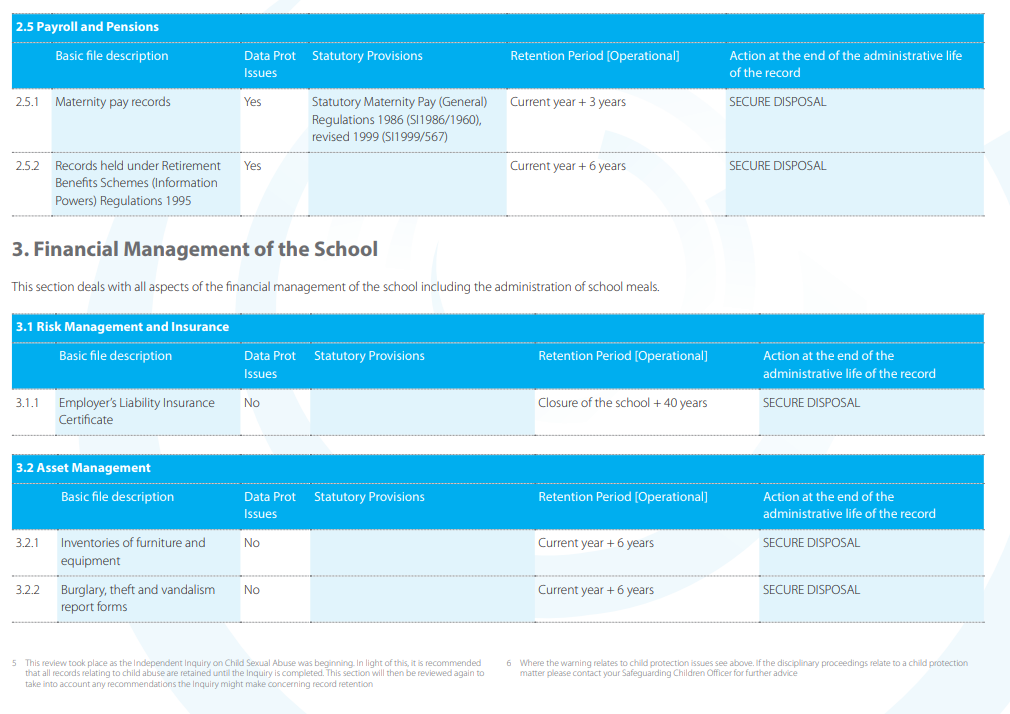 2.5 Payroll and Pensions
Basic file description Data Prot Issues Statutory Provisions Retention Period [Operational] Action at the end of the administrative life of the record
2.5.1 Maternity pay records Yes Statutory Maternity Pay (General) Regulations 1986 (SI1986/1960), revised 1999 (SI1999/567) Current year + 3 years SECURE DISPOSAL
2.5.2 Records held under Retirement Benefits Schemes (Information Powers) Regulations 1995 Yes Current year + 6 years SECURE DISPOSAL
3. Financial Management of the School
This section deals with all aspects of the financial management of the school including the administration of school meals.
3.1 Risk Management and Insurance
Basic file description Data Prot Issues Statutory Provisions Retention Period [Operational] Action at the end of the administrative life of the record
3.1.1 Employer's Liability Insurance Certificate No Closure of the school + 40 years SECURE DISPOSAL
3.2 Asset Management
Basic file description Data Prot Issues Statutory Provisions Retention Period [Operational] Action at the end of the administrative life of the record
3.2.1 Inventories of furniture and equipment No Current year + 6 years SECURE DISPOSAL
3.2.2 Burglary, theft and vandalism report forms No Current year + 6 years SECURE DISPOSAL
5 This review took place as the Independent Inquiry on Child Sexual Abuse was beginning. In light of this, it is recommended
that all records relating to child abuse are retained until the Inquiry is completed. This section will then be reviewed again to
take into account any recommendations the Inquiry might make concerning record retention
6 Where the warning relates to child protection issues see above. If the disciplinary proceedings relate to a child protection
matter please contact your Safeguarding Children Officer for further advice